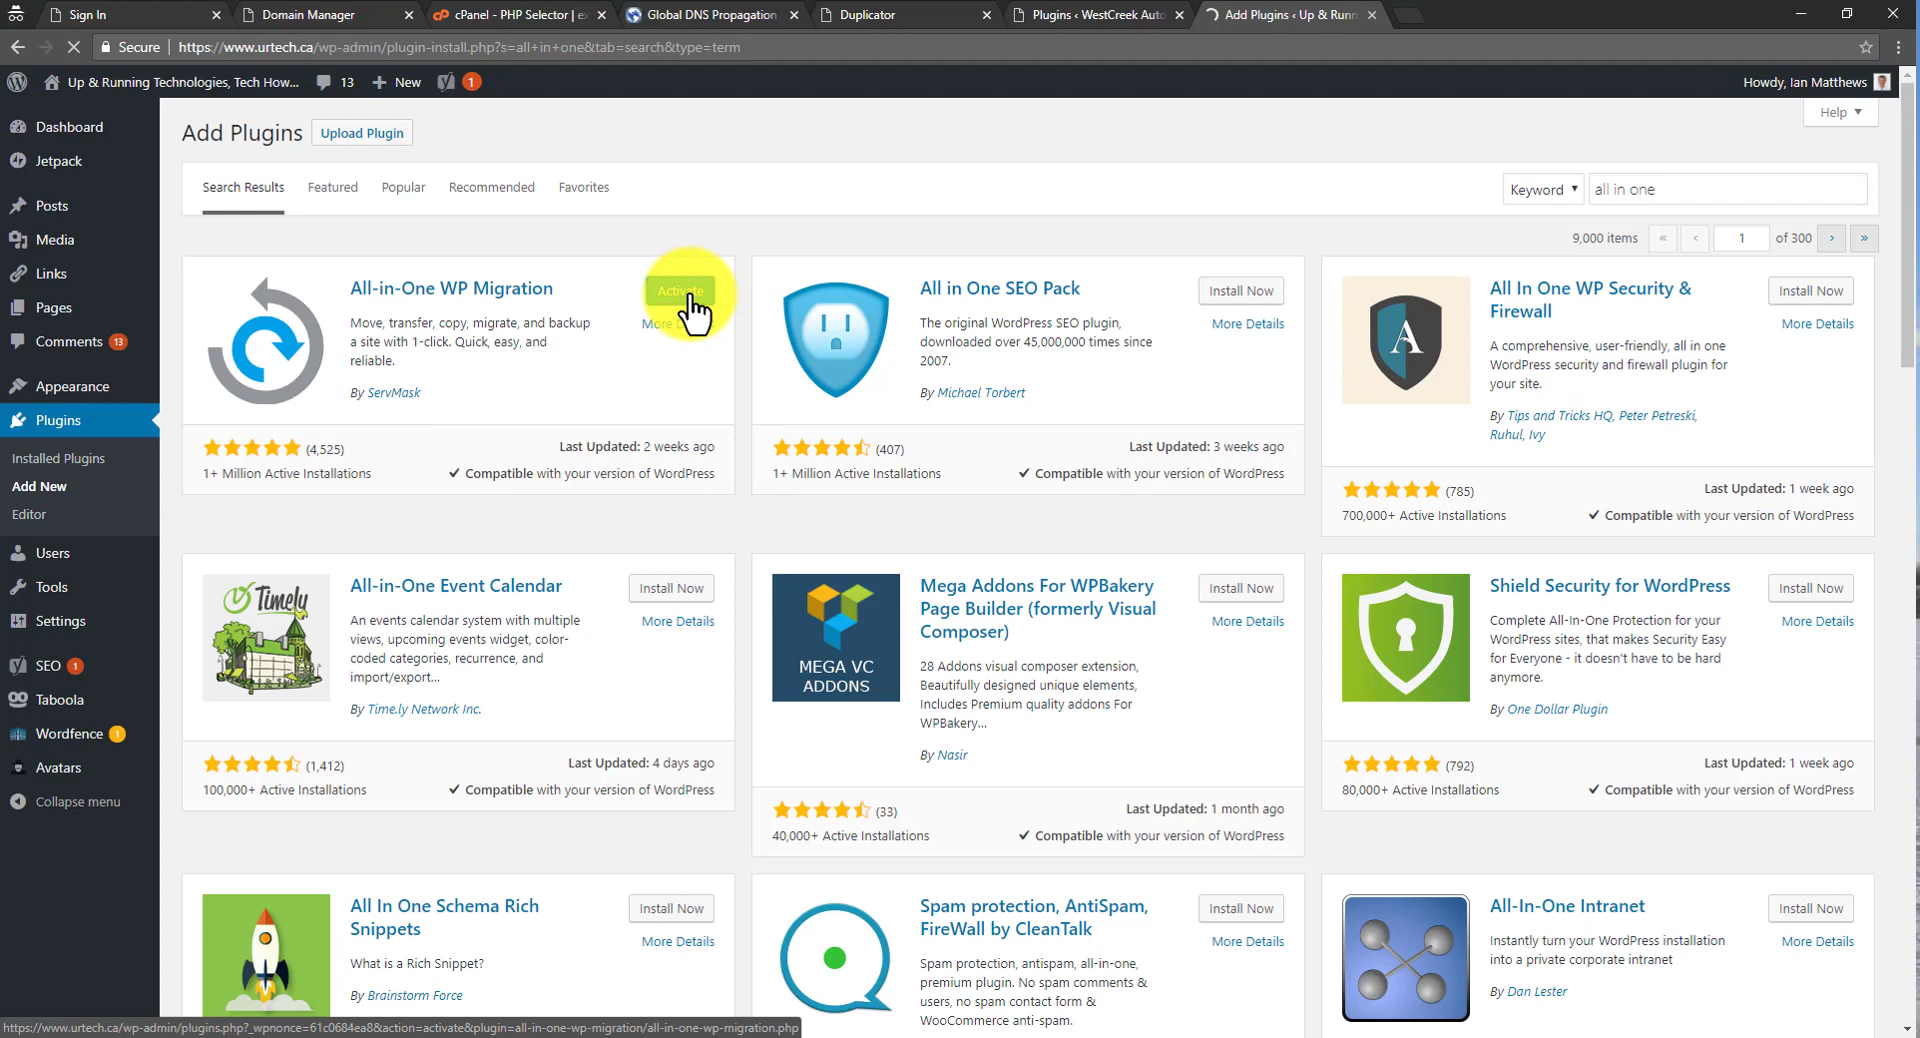 Sign In
Domain Manager
cPanel - PHP Selector | e
Global DNS Propagation
Duplicator
Plugins ‹ WestCreek Auto
Add Plugins ‹ Up & Runn
Secure
https://www.urtech.ca/wp-admin/plugin-install.php?s=all+in+one&tab=search&type=term
Up & Running Technologies, Tech How...
13
New
1
Howdy, Ian Matthews
Dashboard
Jetpack
Posts
Media
Links
Pages
Comments 13
Appearance
Plugins
Installed Plugins
Add New
Editor
Users
Tools
Settings
SEO 1
Taboola
Wordfence 1
Avatars
Collapse menu
Help
Add Plugins
Upload Plugin
Search Results
Featured
Popular
Recommended
Favorites
Keyword
all in one
9,000 items
«
‹
1
of 300
›
»
All-in-One WP Migration
Activate
More D
Move, transfer, copy, migrate, and backup
a site with 1-click. Quick, easy, and
reliable.
By ServMask
(4,525)
Last Updated: 2 weeks ago
1+ Million Active Installations
Compatible with your version of WordPress
All in One SEO Pack
Install Now
More Details
The original WordPress SEO plugin,
downloaded over 45,000,000 times since
2007.
By Michael Torbert
(407)
Last Updated: 3 weeks ago
1+ Million Active Installations
Compatible with your version of WordPress
All In One WP Security &
Firewall
Install Now
More Details
A comprehensive, user-friendly, all in one
WordPress security and firewall plugin for
your site.
By Tips and Tricks HQ, Peter Petreski,
Ruhul, Ivy
(785)
Last Updated: 1 week ago
700,000+ Active Installations
Compatible with your version of WordPress
Timely
All-in-One Event Calendar
Install Now
More Details
An events calendar system with multiple
views, upcoming events widget, color-
coded categories, recurrence, and
import/export...
By Time.ly Network Inc.
(1,412)
Last Updated: 4 days ago
100,000+ Active Installations
Compatible with your version of WordPress
MEGA VC
ADDONS
Mega Addons For WPBakery
Page Builder (formerly Visual
Composer)
Install Now
More Details
28 Addons visual composer extension,
Beautifully designed unique elements,
Includes Premium quality addons For
WPBakery...
By Nasir
(33)
Last Updated: 1 month ago
40,000+ Active Installations
Compatible with your version of WordPress
Shield Security for WordPress
Install Now
More Details
Complete All-In-One Protection for your
WordPress sites, that makes Security Easy
for Everyone - it doesn't have to be hard
anymore.
By One Dollar Plugin
(792)
Last Updated: 1 week ago
80,000+ Active Installations
Compatible with your version of WordPress
All In One Schema Rich
Snippets
Install Now
More Details
What is a Rich Snippet?
By Brainstorm Force
Spam protection, AntiSpam,
FireWall by CleanTalk
Install Now
More Details
Spam protection, antispam, all-in-one,
premium plugin. No spam comments &
users, no spam contact form &
WooCommerce anti-spam.
All-In-One Intranet
Install Now
More Details
Instantly turn your WordPress installation
into a private corporate intranet
By Dan Lester
https://www.urtech.ca/wp-admin/plugins.php?_wpnonce=61c0684ea8&action=activate&plugin=all-in-one-wp-migration/all-in-one-wp-migration.php